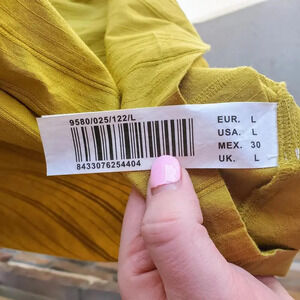 9580/025/122/L
8433076254404
EUR. L
USA. L
MEX. 30
UK. L